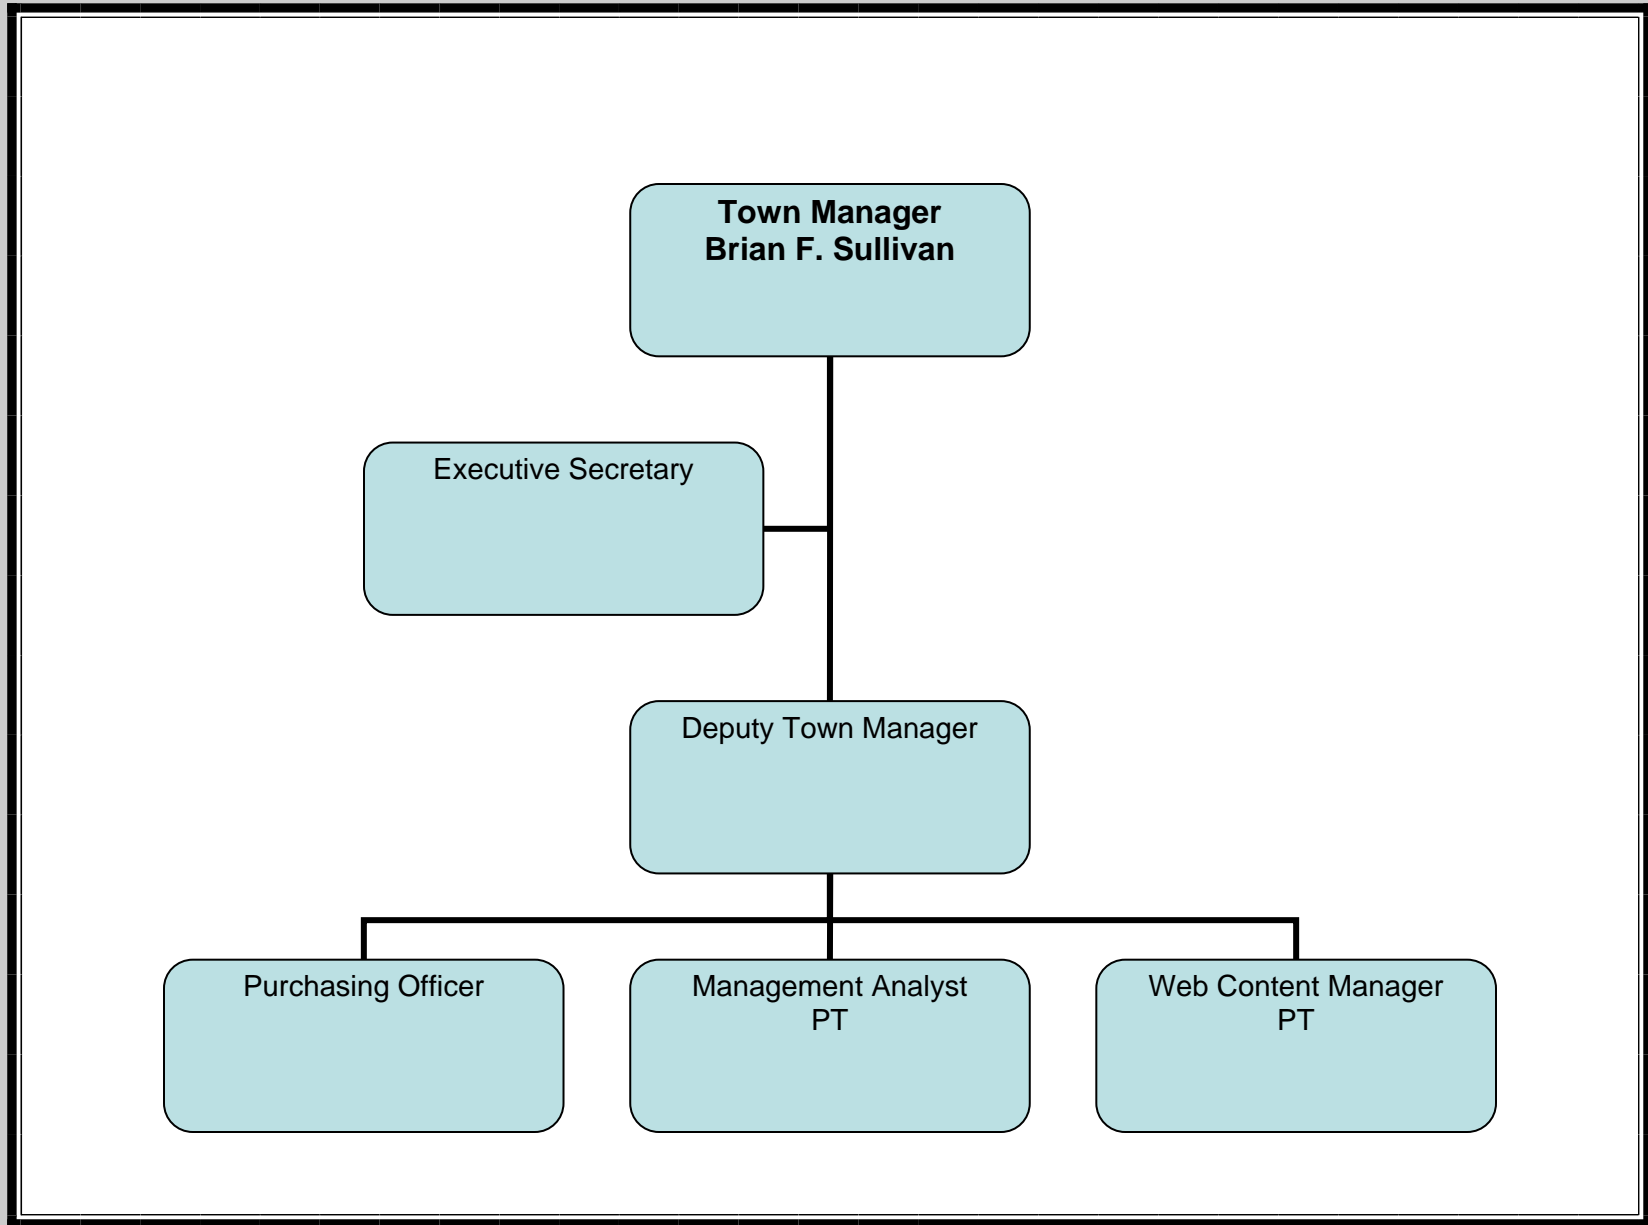 Town Manager
Brian F. Sullivan
Executive Secretary
Deputy Town Manager
Purchasing Officer
Management Analyst
PT
Web Content Manager
PT